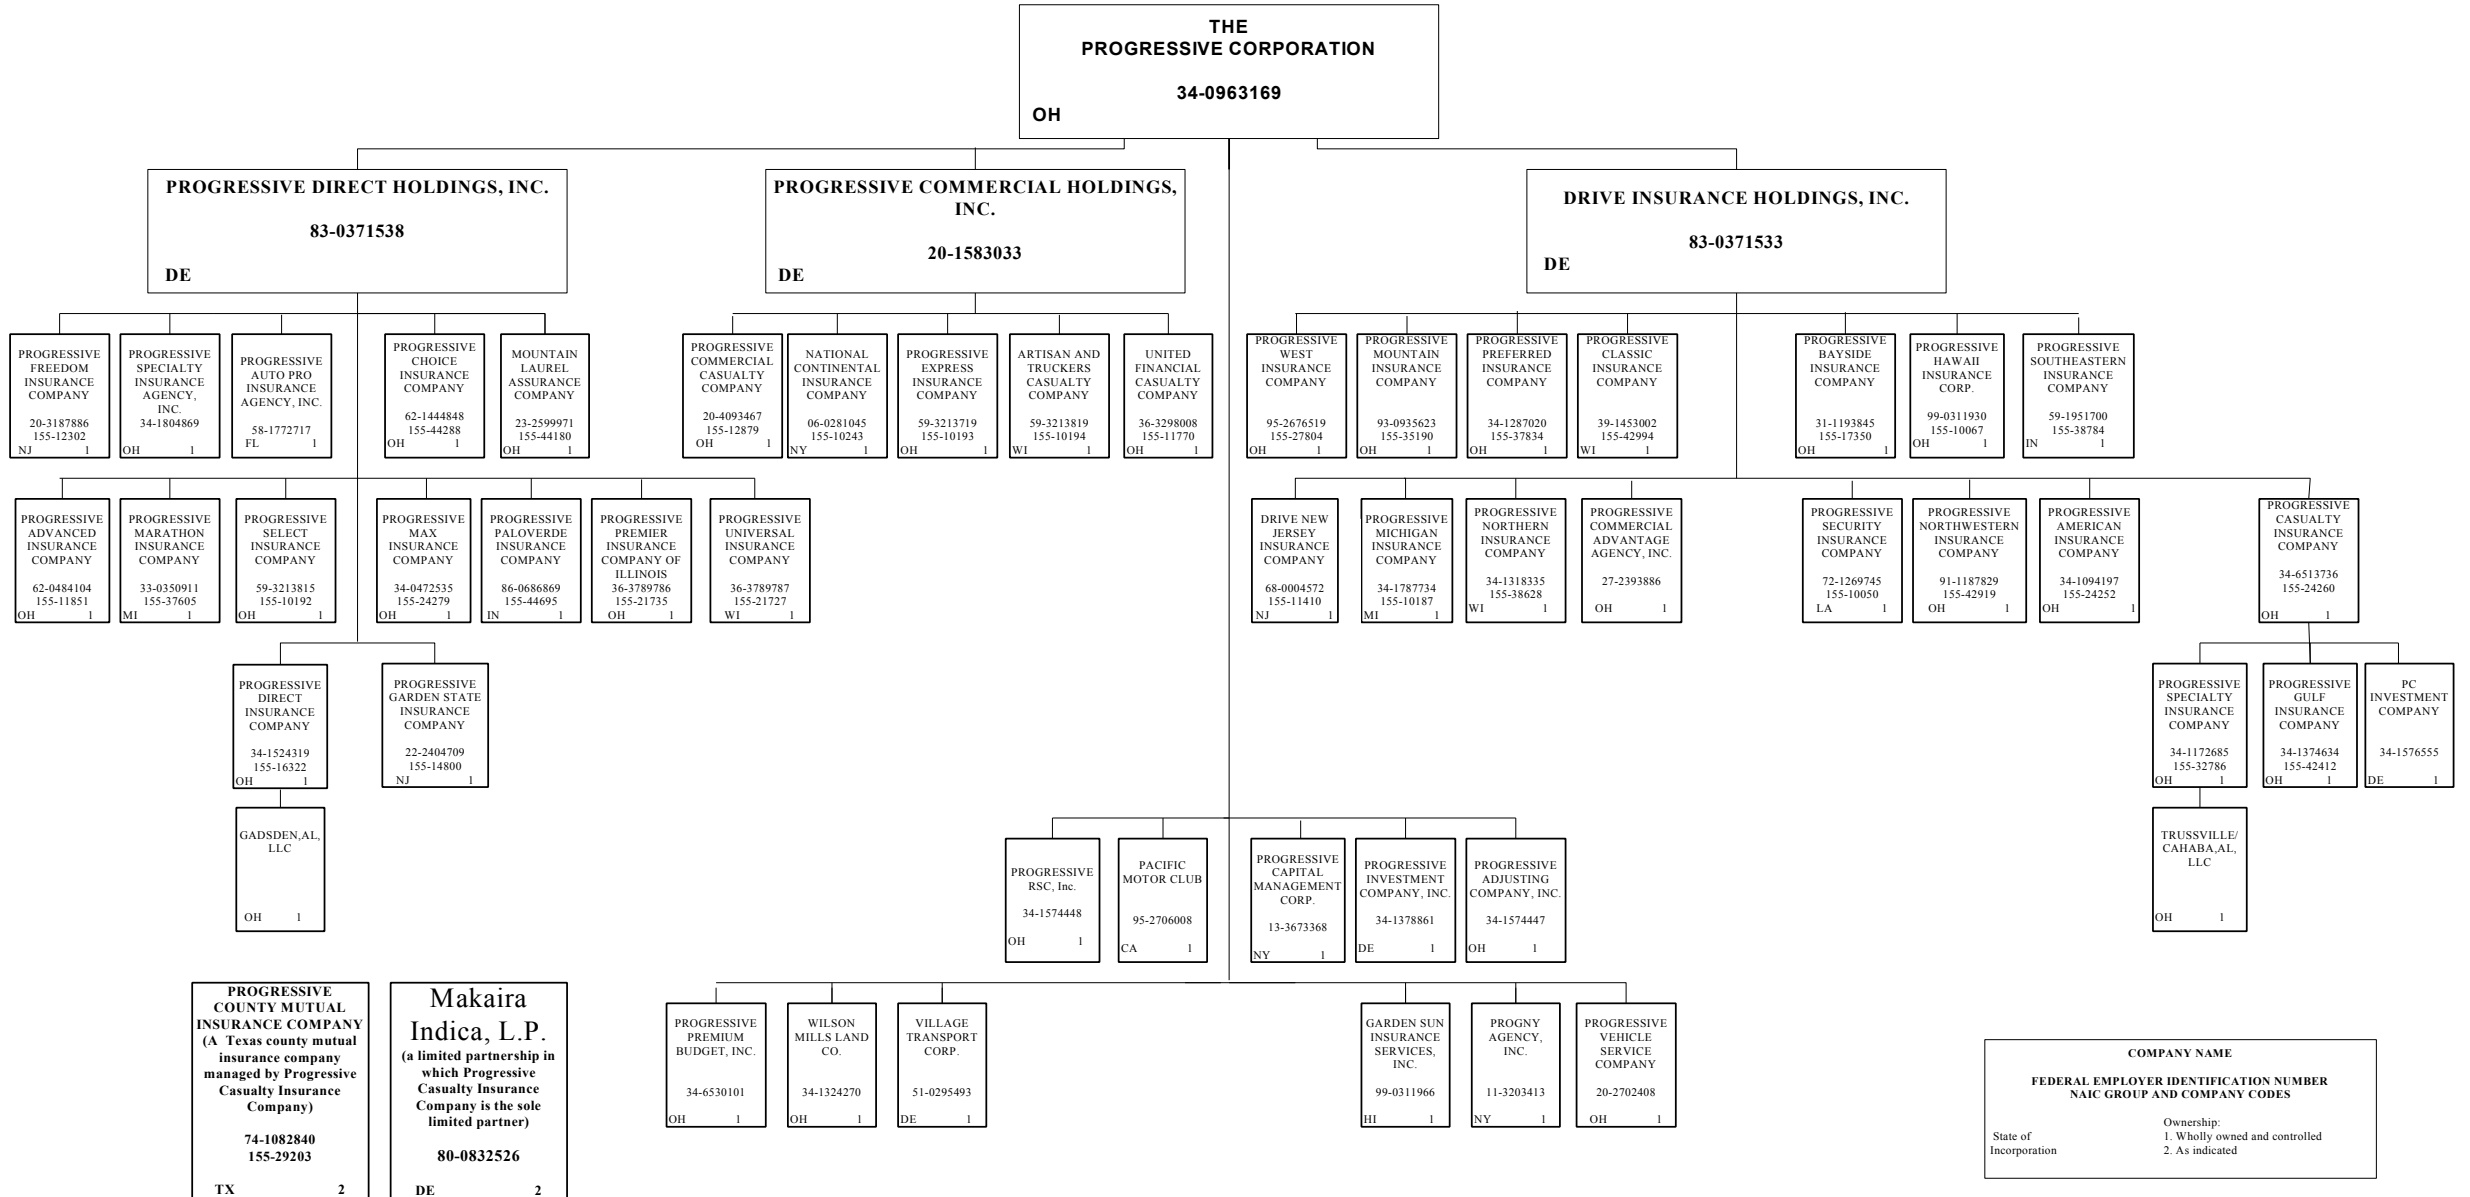 THE
PROGRESSIVE CORPORATION
34-0963169
OH
PROGRESSIVE DIRECT HOLDINGS, INC.
83-0371538
DE
PROGRESSIVE COMMERCIAL HOLDINGS,
INC.
20-1583033
DE
DRIVE INSURANCE HOLDINGS, INC.
83-0371533
DE
PROGRESSIVE
FREEDOM
INSURANCE
COMPANY
20-3187886
155-12302
NJ 1
PROGRESSIVE
SPECIALTY
INSURANCE
AGENCY,
INC.
34-1804869
OH 1
PROGRESSIVE
AUTO PRO
INSURANCE
AGENCY, INC.
58-1772717
FL 1
PROGRESSIVE
CHOICE
INSURANCE
COMPANY
62-1444848
155-44288
OH 1
MOUNTAIN
LAUREL
ASSURANCE
COMPANY
23-2599971
155-44180
OH 1
PROGRESSIVE
COMMERCIAL
CASUALTY
COMPANY
20-4093467
155-12879
OH 1
NATIONAL
CONTINENTAL
INSURANCE
COMPANY
06-0281045
155-10243
NY 1
PROGRESSIVE
EXPRESS
INSURANCE
COMPANY
59-3213719
155-10193
OH 1
ARTISAN AND
TRUCKERS
CASUALTY
COMPANY
59-3213819
155-10194
WI 1
UNITED
FINANCIAL
CASUALTY
COMPANY
36-3298008
155-11770
OH 1
PROGRESSIVE
WEST
INSURANCE
COMPANY
95-2676519
155-27804
OH 1
PROGRESSIVE
MOUNTAIN
INSURANCE
COMPANY
93-0935623
155-35190
OH 1
PROGRESSIVE
PREFERRED
INSURANCE
COMPANY
34-1287020
155-37834
OH 1
PROGRESSIVE
CLASSIC
INSURANCE
COMPANY
39-1453002
155-42994
WI 1
PROGRESSIVE
BAYSIDE
INSURANCE
COMPANY
31-1193845
155-17350
OH 1
PROGRESSIVE
HAWAII
INSURANCE
CORP.
99-0311930
155-10067
OH 1
PROGRESSIVE
SOUTHEASTERN
INSURANCE
COMPANY
59-1951700
155-38784
IN 1
PROGRESSIVE
ADVANCED
INSURANCE
COMPANY
62-0484104
155-11851
OH 1
PROGRESSIVE
MARATHON
INSURANCE
COMPANY
33-0350911
155-37605
MI 1
PROGRESSIVE
SELECT
INSURANCE
COMPANY
59-3213815
155-10192
OH 1
PROGRESSIVE
MAX
INSURANCE
COMPANY
34-0472535
155-24279
OH 1
PROGRESSIVE
PALOVERDE
INSURANCE
COMPANY
86-0686869
155-44695
IN 1
PROGRESSIVE
PREMIER
INSURANCE
COMPANY OF
ILLINOIS
36-3789786
155-21735
OH 1
PROGRESSIVE
UNIVERSAL
INSURANCE
COMPANY
36-3789787
155-21727
WI 1
DRIVE NEW
JERSEY
INSURANCE
COMPANY
68-0004572
155-11410
NJ 1
PROGRESSIVE
MICHIGAN
INSURANCE
COMPANY
34-1787734
155-10187
MI 1
PROGRESSIVE
NORTHERN
INSURANCE
COMPANY
34-1318335
155-38628
WI 1
PROGRESSIVE
COMMERCIAL
ADVANTAGE
AGENCY, INC.
27-2393886
OH 1
PROGRESSIVE
SECURITY
INSURANCE
COMPANY
72-1269745
155-10050
LA 1
PROGRESSIVE
NORTHWESTERN
INSURANCE
COMPANY
91-1187829
155-42919
OH 1
PROGRESSIVE
AMERICAN
INSURANCE
COMPANY
34-1094197
155-24252
OH 1
PROGRESSIVE
CASUALTY
INSURANCE
COMPANY
34-6513736
155-24260
OH 1
PROGRESSIVE
DIRECT
INSURANCE
COMPANY
34-1524319
155-16322
OH 1
PROGRESSIVE
GARDEN STATE
INSURANCE
COMPANY
22-2404709
155-14800
NJ 1
PROGRESSIVE
SPECIALTY
INSURANCE
COMPANY
34-1172685
155-32786
OH 1
PROGRESSIVE
GULF
INSURANCE
COMPANY
34-1374634
155-42412
OH 1
PC
INVESTMENT
COMPANY
34-1576555
DE 1
GADSDEN,AL,
LLC
OH 1
TRUSSVILLE/
CAHABA,AL,
LLC
OH 1
PROGRESSIVE
RSC, Inc.
34-1574448
OH 1
PACIFIC
MOTOR CLUB
95-2706008
CA 1
PROGRESSIVE
CAPITAL
MANAGEMENT
CORP.
13-3673368
NY 1
PROGRESSIVE
INVESTMENT
COMPANY, INC.
34-1378861
DE 1
PROGRESSIVE
ADJUSTING
COMPANY, INC.
34-1574447
OH 1
PROGRESSIVE
COUNTY MUTUAL
INSURANCE COMPANY
(A Texas county mutual
insurance company
managed by Progressive
Casualty Insurance
Company)
74-1082840
155-29203
TX 2
Makaira
Indica, L.P.
(a limited partnership in
which Progressive
Casualty Insurance
Company is the sole
limited partner)
80-0832526
DE 2
PROGRESSIVE
PREMIUM
BUDGET, INC.
34-6530101
OH 1
WILSON
MILLS LAND
CO.
34-1324270
OH 1
VILLAGE
TRANSPORT
CORP.
51-0295493
DE 1
GARDEN SUN
INSURANCE
SERVICES,
INC.
99-0311966
HI 1
PROGNY
AGENCY,
INC.
11-3203413
NY 1
PROGRESSIVE
VEHICLE
SERVICE
COMPANY
20-2702408
OH 1
COMPANY NAME
FEDERAL EMPLOYER IDENTIFICATION NUMBER
NAIC GROUP AND COMPANY CODES
Ownership:
State of 1. Wholly owned and controlled
Incorporation 2. As indicated